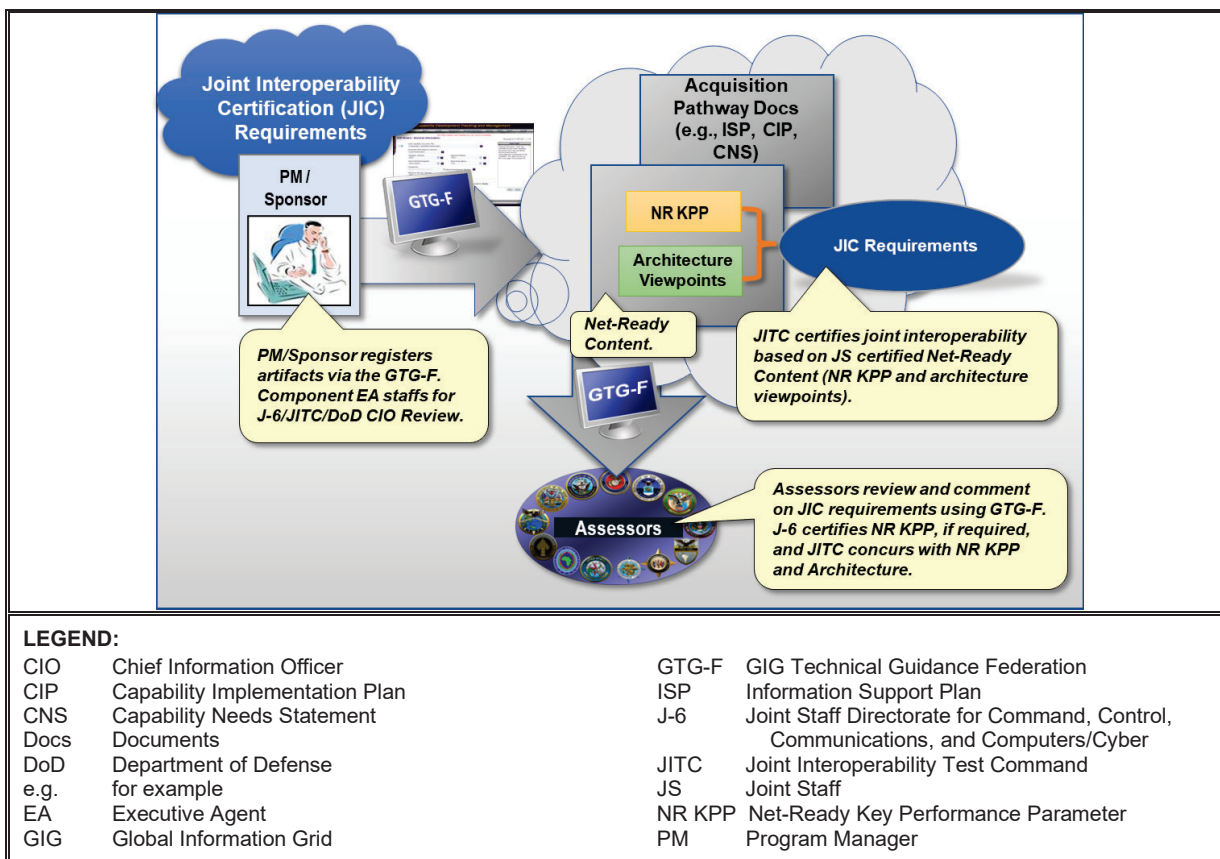 Joint Interoperability
Certification (JIC)
Requirements
PM /
Sponsor
GTG-F
Acquisition
Pathway Docs
(e.g., ISP, CIP,
CNS)
NR KPP
Architecture
Viewpoints
JIC Requirements
Net-Ready
Content.
PM/Sponsor registers
artifacts via the GTG-F.
Component EA staffs for
J-6/JITC/DoD CIO Review.
JITC certifies joint interoperability
based on JS certified Net-Ready
Content (NR KPP and architecture
viewpoints).
GTG-F
Assessors
Assessors review and comment
on JIC requirements using GTG-F.
J-6 certifies NR KPP, if required,
and JITC concurs with NR KPP
and Architecture.
LEGEND:
CIO Chief Information Officer
CIP Capability Implementation Plan
CNS Capability Needs Statement
Docs Documents
DoD Department of Defense
e.g. for example
EA Executive Agent
GIG Global Information Grid
GTG-F GIG Technical Guidance Federation
ISP Information Support Plan
J-6 Joint Staff Directorate for Command, Control,
Communications, and Computers/Cyber
JITC Joint Interoperability Test Command
JS Joint Staff
NR KPP Net-Ready Key Performance Parameter
PM Program Manager